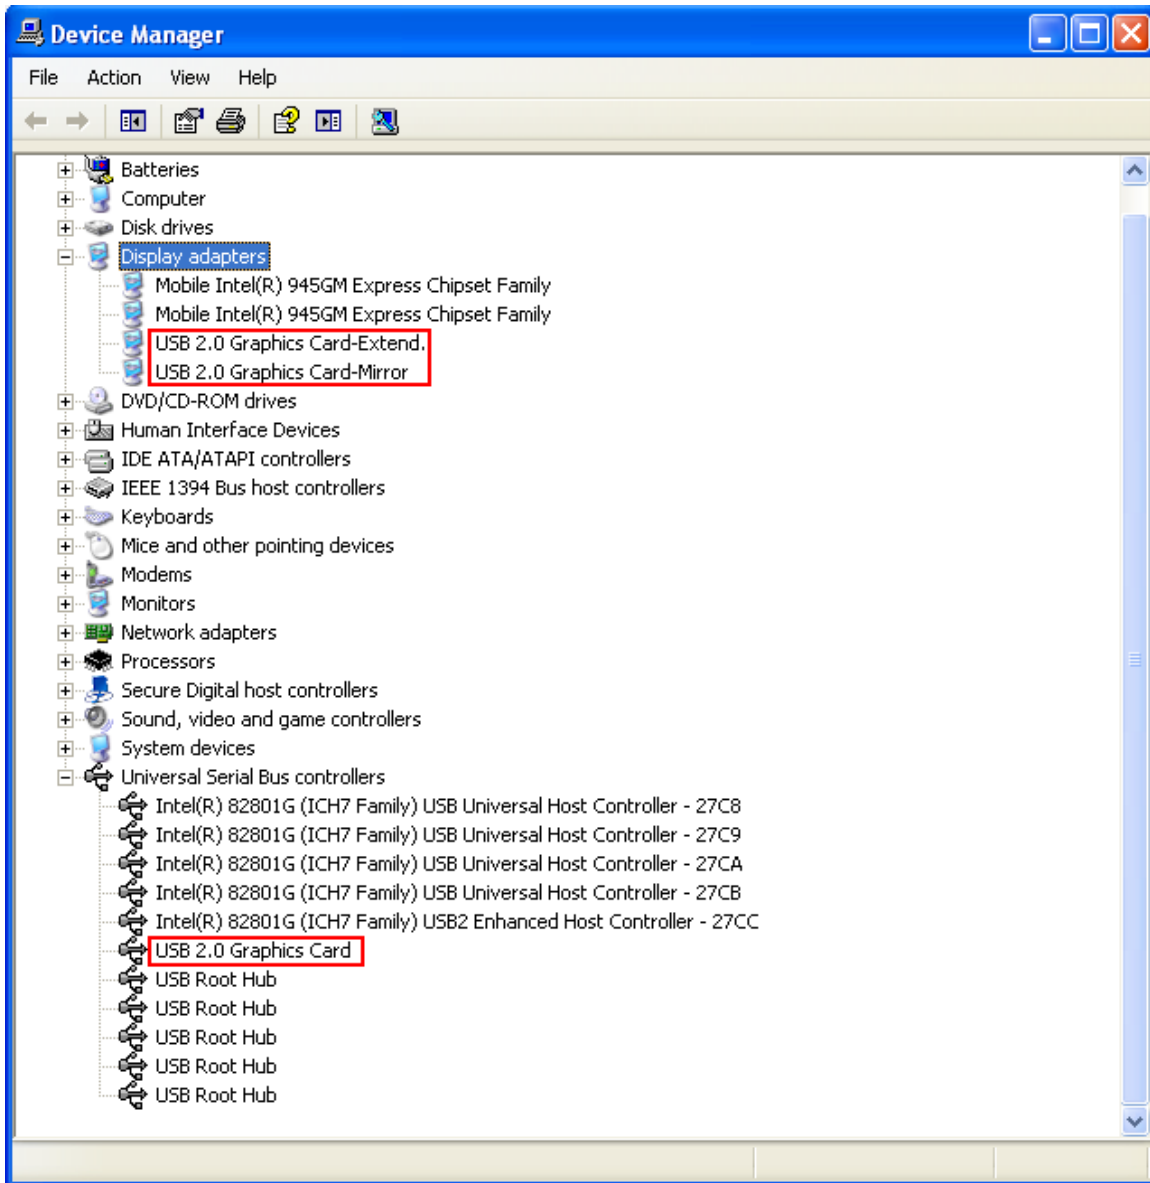 Device Manager
File Action View Help
Batteries
Computer
Disk drives
Display adapters
Mobile Intel(R) 945GM Express Chipset Family
Mobile Intel(R) 945GM Express Chipset Family
USB 2.0 Graphics Card-Extend.
USB 2.0 Graphics Card-Mirror
DVD/CD-ROM drives
Human Interface Devices
IDE ATA/ATAPI controllers
IEEE 1394 Bus host controllers
Keyboards
Mice and other pointing devices
Modems
Monitors
Network adapters
Processors
Secure Digital host controllers
Sound, video and game controllers
System devices
Universal Serial Bus controllers
Intel(R) 82801G (ICH7 Family) USB Universal Host Controller - 27C8
Intel(R) 82801G (ICH7 Family) USB Universal Host Controller - 27C9
Intel(R) 82801G (ICH7 Family) USB Universal Host Controller - 27CA
Intel(R) 82801G (ICH7 Family) USB Universal Host Controller - 27CB
Intel(R) 82801G (ICH7 Family) USB2 Enhanced Host Controller - 27CC
USB 2.0 Graphics Card
USB Root Hub
USB Root Hub
USB Root Hub
USB Root Hub
USB Root Hub